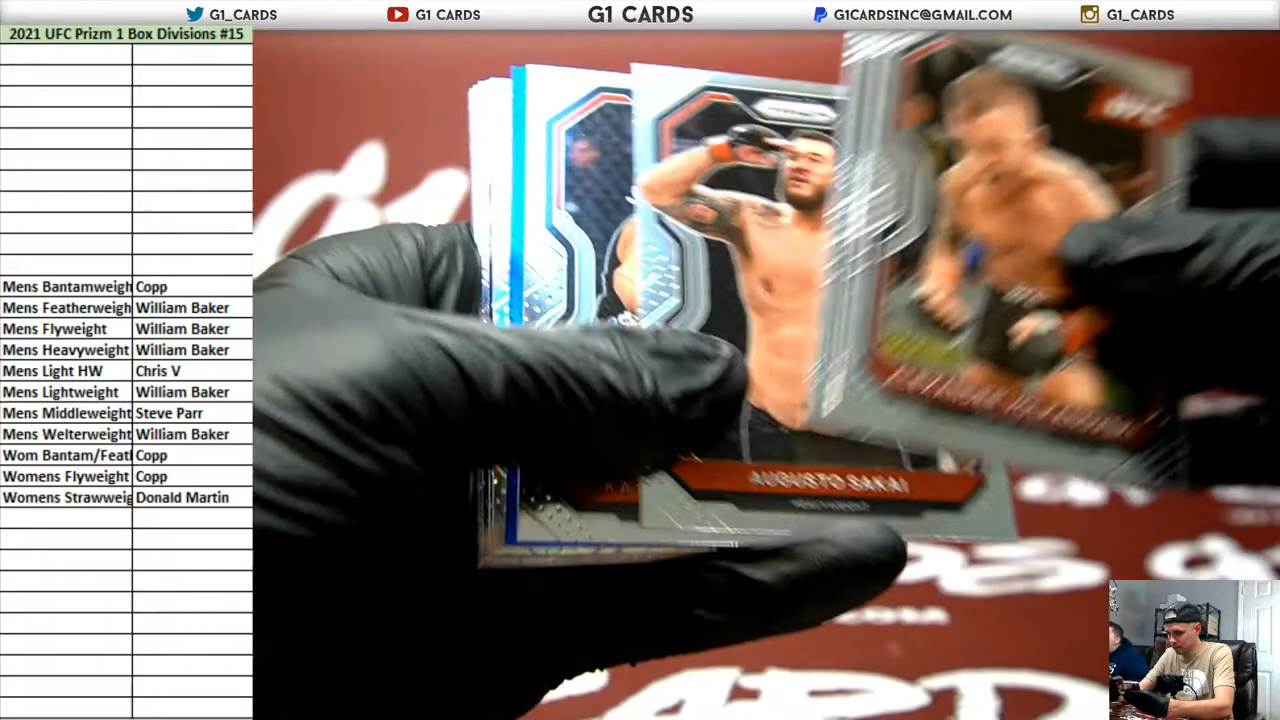 G1_CARDS
G1 CARDS
G1 CARDS
G1CARDSINC@GMAIL.COM
G1_CARDS
2021 UFC Prizm 1 Box Divisions #15
Mens Bantamweigh Copp
Mens Featherweigh William Baker
Mens Flyweight William Baker
Mens Heavyweight William Baker
Mens Light HW Chris V
Mens Lightweight William Baker
Mens Middleweight Steve Parr
Mens Welterweight William Baker
Wom Bantam/Featl Copp
Womens Flyweight Copp
Womens Strawweig Donald Martin
UFC
AUGUSTO SAKAI